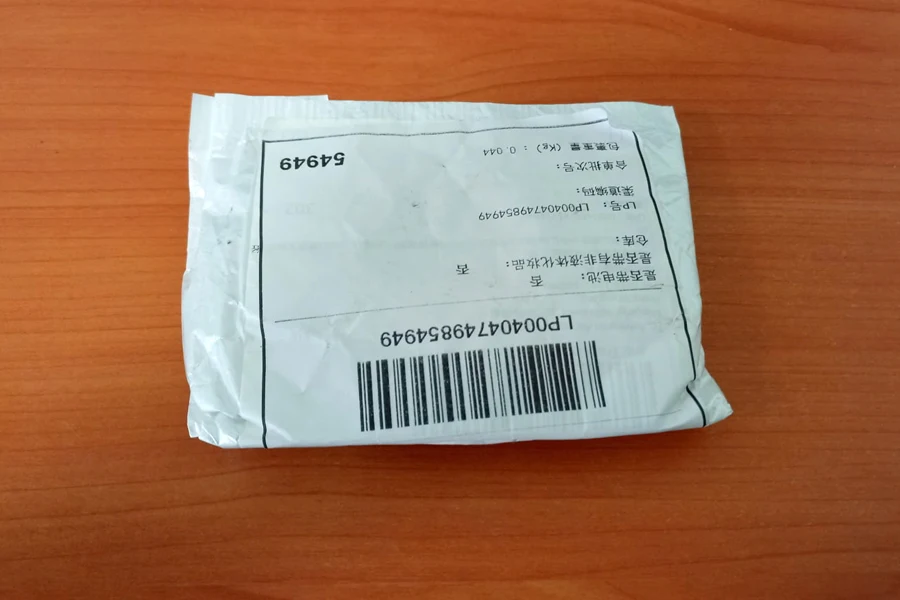 LP00404749854949
是否带电池: 否
是否带有非液体化妆品: 否
仓库:
LP号: LP00404749854949
渠道编码:
合单批次号:
包裹重量 (Kg) : 0.044
54949